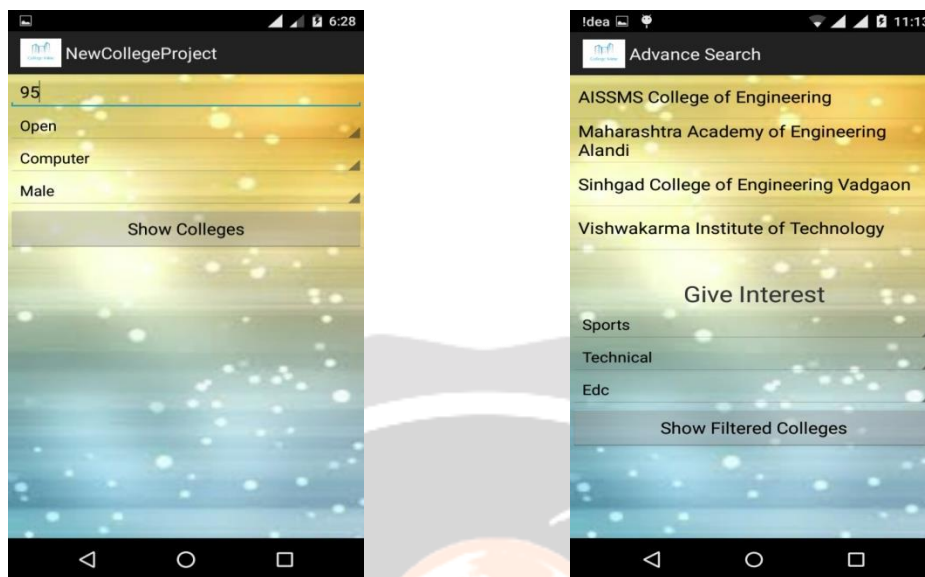 6:28
NewCollegeProject
95
Open
Computer
Male
Show Colleges
!dea
11:13
Advance Search
AISSMS College of Engineering
Maharashtra Academy of Engineering
Alandi
Sinhgad College of Engineering Vadgaon
Vishwakarma Institute of Technology
Give Interest
Sports
Technical
Edc
Show Filtered Colleges